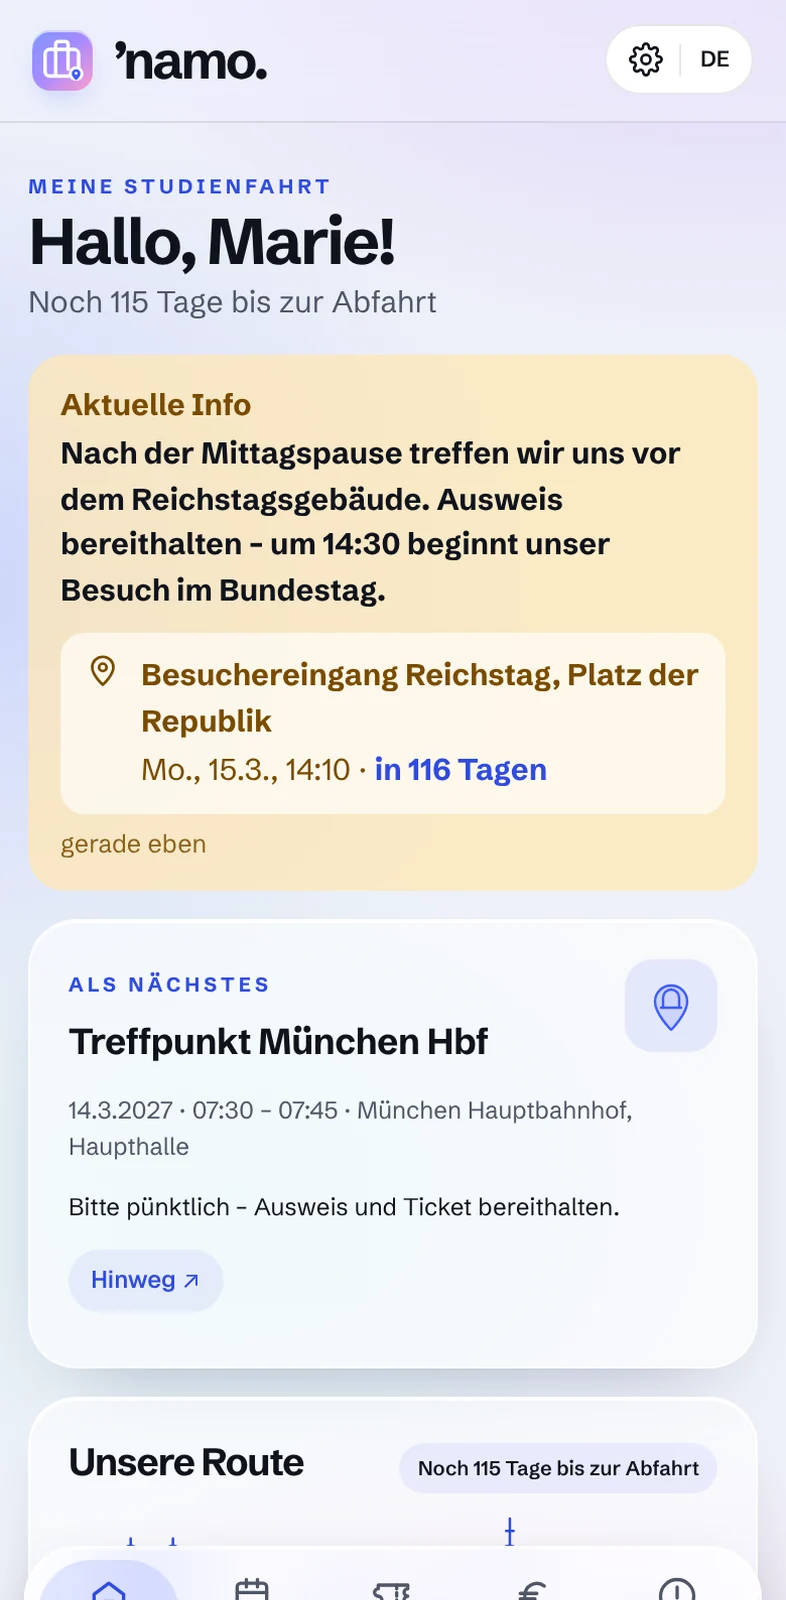 ’namo.
DE
MEINE STUDIENFAHRT
Hallo, Marie!
Noch 115 Tage bis zur Abfahrt
Aktuelle Info
Nach der Mittagspause treffen wir uns vor
dem Reichstagsgebäude. Ausweis
bereithalten – um 14:30 beginnt unser
Besuch im Bundestag.
Besuchereingang Reichstag, Platz der
Republik
Mo., 15.3., 14:10 · in 116 Tagen
gerade eben
ALS NÄCHSTES
Treffpunkt München Hbf
14.3.2027 · 07:30 – 07:45 · München Hauptbahnhof,
Haupthalle
Bitte pünktlich – Ausweis und Ticket bereithalten.
Hinweg ↗
Unsere Route
Noch 115 Tage bis zur Abfahrt